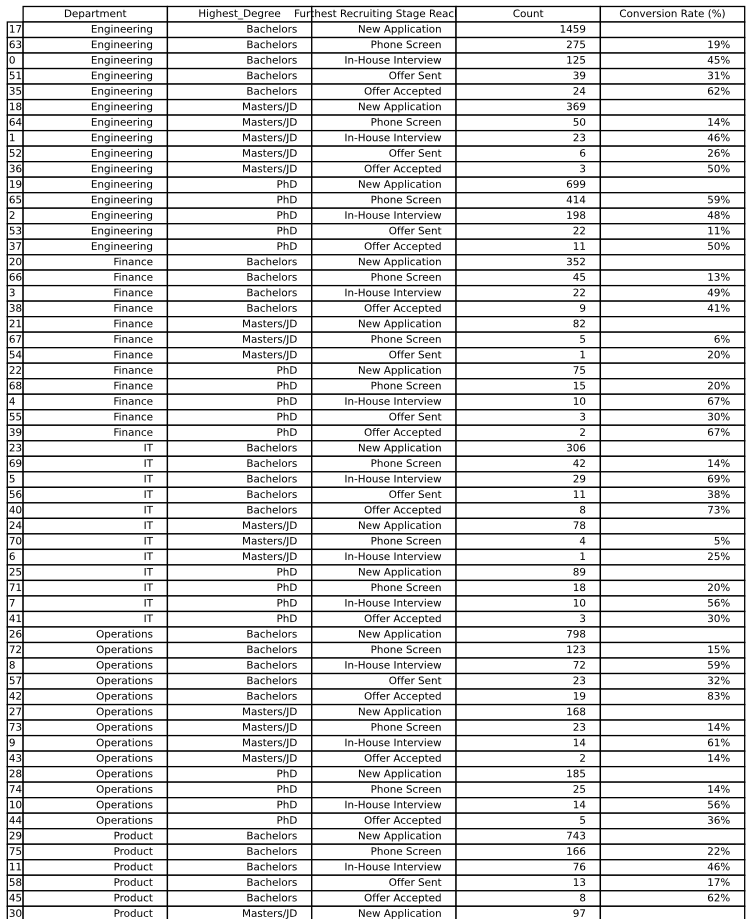 Department Highest_Degree Furthest Recruiting Stage Reac Count Conversion Rate (%)
17 Engineering Bachelors New Application 1459
63 Engineering Bachelors Phone Screen 275 19%
0 Engineering Bachelors In-House Interview 125 45%
51 Engineering Bachelors Offer Sent 39 31%
35 Engineering Bachelors Offer Accepted 24 62%
18 Engineering Masters/JD New Application 369
64 Engineering Masters/JD Phone Screen 50 14%
1 Engineering Masters/JD In-House Interview 23 46%
52 Engineering Masters/JD Offer Sent 6 26%
36 Engineering Masters/JD Offer Accepted 3 50%
19 Engineering PhD New Application 699
65 Engineering PhD Phone Screen 414 59%
2 Engineering PhD In-House Interview 198 48%
53 Engineering PhD Offer Sent 22 11%
37 Engineering PhD Offer Accepted 11 50%
20 Finance Bachelors New Application 352
66 Finance Bachelors Phone Screen 45 13%
3 Finance Bachelors In-House Interview 22 49%
38 Finance Bachelors Offer Accepted 9 41%
21 Finance Masters/JD New Application 82
67 Finance Masters/JD Phone Screen 5 6%
54 Finance Masters/JD Offer Sent 1 20%
22 Finance PhD New Application 75
68 Finance PhD Phone Screen 15 20%
4 Finance PhD In-House Interview 10 67%
55 Finance PhD Offer Sent 3 30%
39 Finance PhD Offer Accepted 2 67%
23 IT Bachelors New Application 306
69 IT Bachelors Phone Screen 42 14%
5 IT Bachelors In-House Interview 29 69%
56 IT Bachelors Offer Sent 11 38%
40 IT Bachelors Offer Accepted 8 73%
24 IT Masters/JD New Application 78
70 IT Masters/JD Phone Screen 4 5%
6 IT Masters/JD In-House Interview 1 25%
25 IT PhD New Application 89
71 IT PhD Phone Screen 18 20%
7 IT PhD In-House Interview 10 56%
41 IT PhD Offer Accepted 3 30%
26 Operations Bachelors New Application 798
72 Operations Bachelors Phone Screen 123 15%
8 Operations Bachelors In-House Interview 72 59%
57 Operations Bachelors Offer Sent 23 32%
42 Operations Bachelors Offer Accepted 19 83%
27 Operations Masters/JD New Application 168
73 Operations Masters/JD Phone Screen 23 14%
9 Operations Masters/JD In-House Interview 14 61%
43 Operations Masters/JD Offer Accepted 2 14%
28 Operations PhD New Application 185
74 Operations PhD Phone Screen 25 14%
10 Operations PhD In-House Interview 14 56%
44 Operations PhD Offer Accepted 5 36%
29 Product Bachelors New Application 743
75 Product Bachelors Phone Screen 166 22%
11 Product Bachelors In-House Interview 76 46%
58 Product Bachelors Offer Sent 13 17%
45 Product Bachelors Offer Accepted 8 62%
30 Product Masters/JD New Application 97